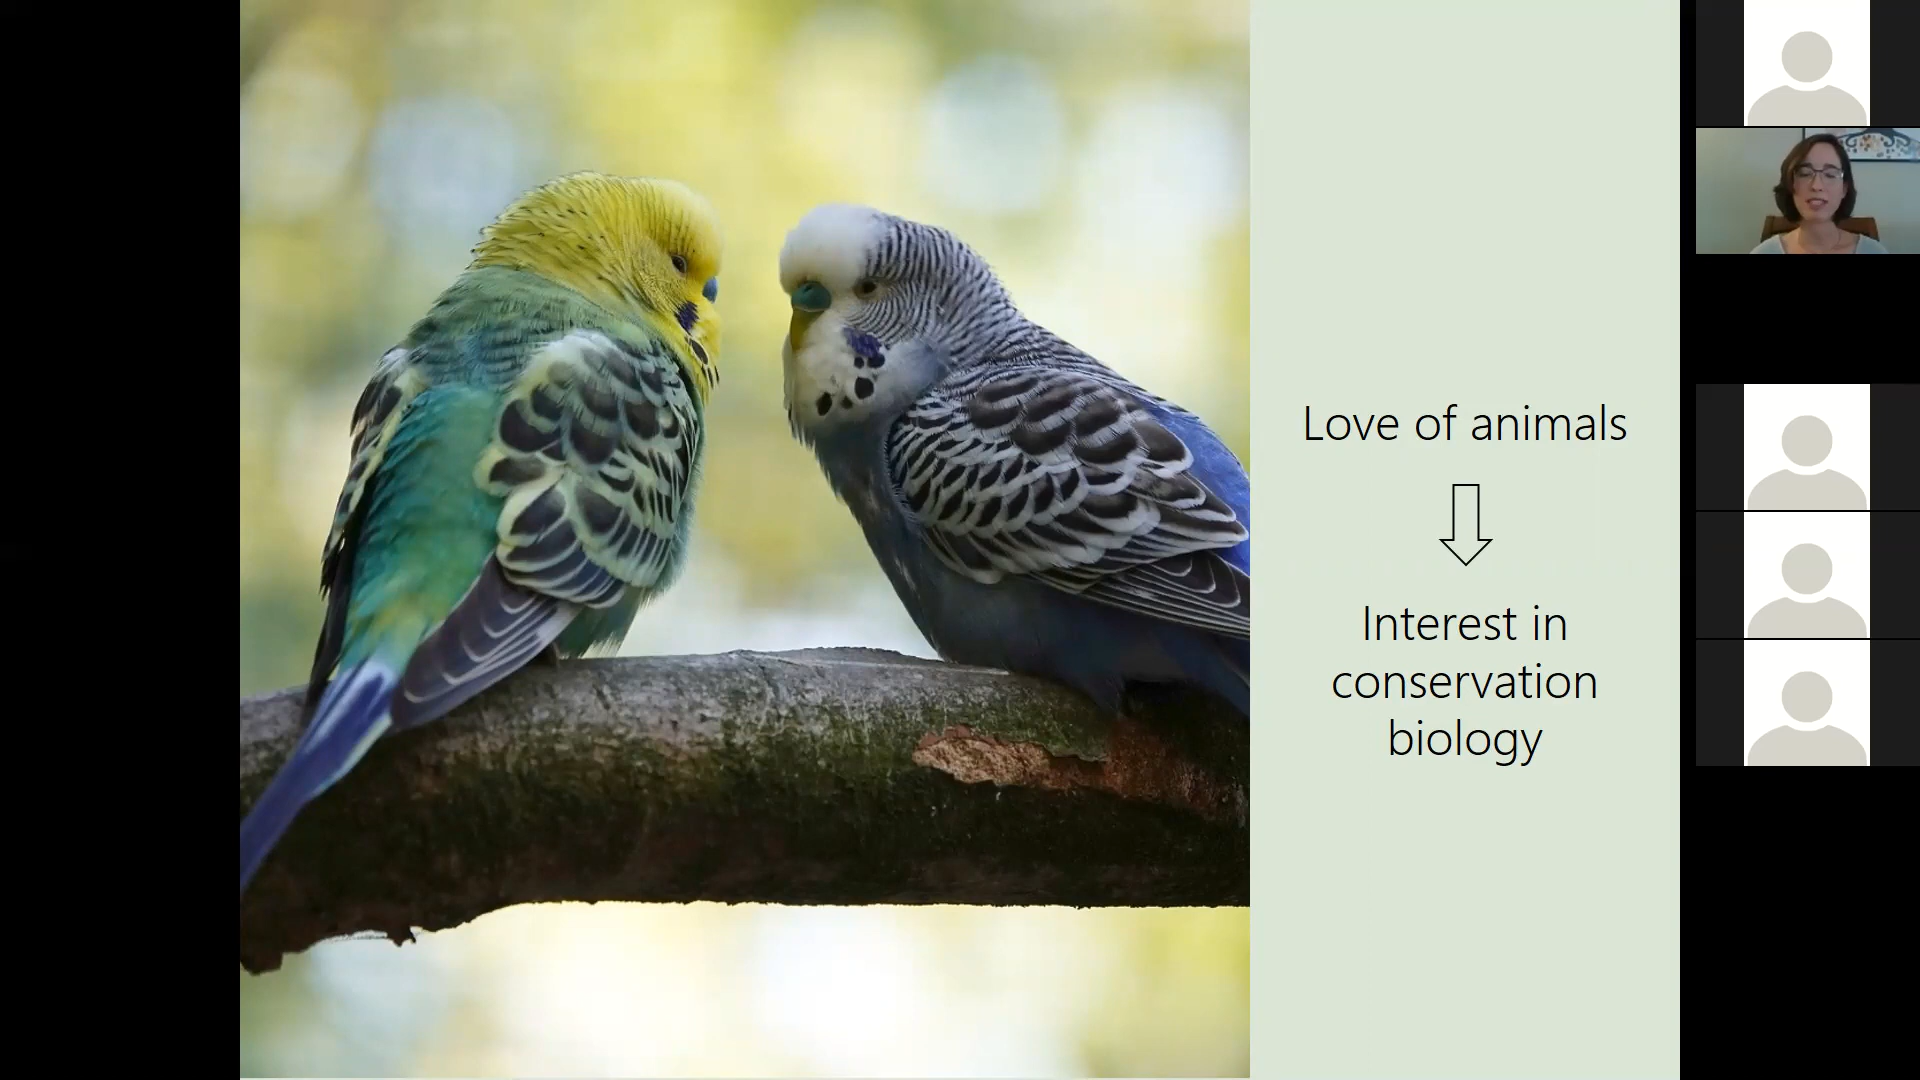 Love of animals
Interest in
conservation
biology